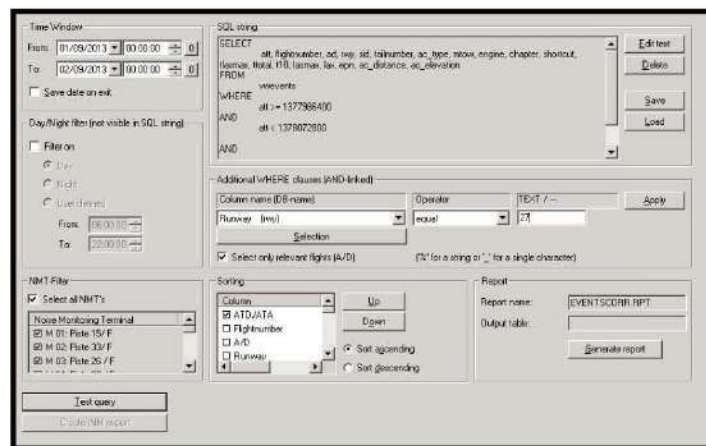 Time Window
From: 01/09/2013 00:00:00 0
To: 02/09/2013 00:00:00 0
Save date on exit
Day/Night filter (not visible in SQL string)
Filter on
Day
Night
User defined
From: 06:00:00
To: 22:00:00
SQL string
SELECT
att, flightnumber, ad, rwy, sid, tailnumber, ac_type, mtow, engine, chapter, shortcut,
tlasmax, ttotal, t10, lasmax, lax, epn, ac_distance, ac_elevation
FROM
vwevents
WHERE
att >= 1377986400
AND
att < 1378072800
AND
Edit text
Delete
Save
Load
Additional WHERE clauses (AND-linked)
Column name (DB-name) Operator TEXT / --
Runway (rwy) equal 27 Apply
Selection
Select only relevant flights (A/D) ("%" for a string or "_" for a single character)
NMT-Filter
Select all NMT's
Noise Monitoring Terminal
M 01: Piste 15/ F
M 02: Piste 33/ F
M 03: Piste 26 / F
Sorting
Column
ATD/ATA
Flightnumber
A/D
Runway
Up
Down
Sort ascending
Sort descending
Report
Report name: EVENTSCORR.RPT
Output table:
Generate report
Test query